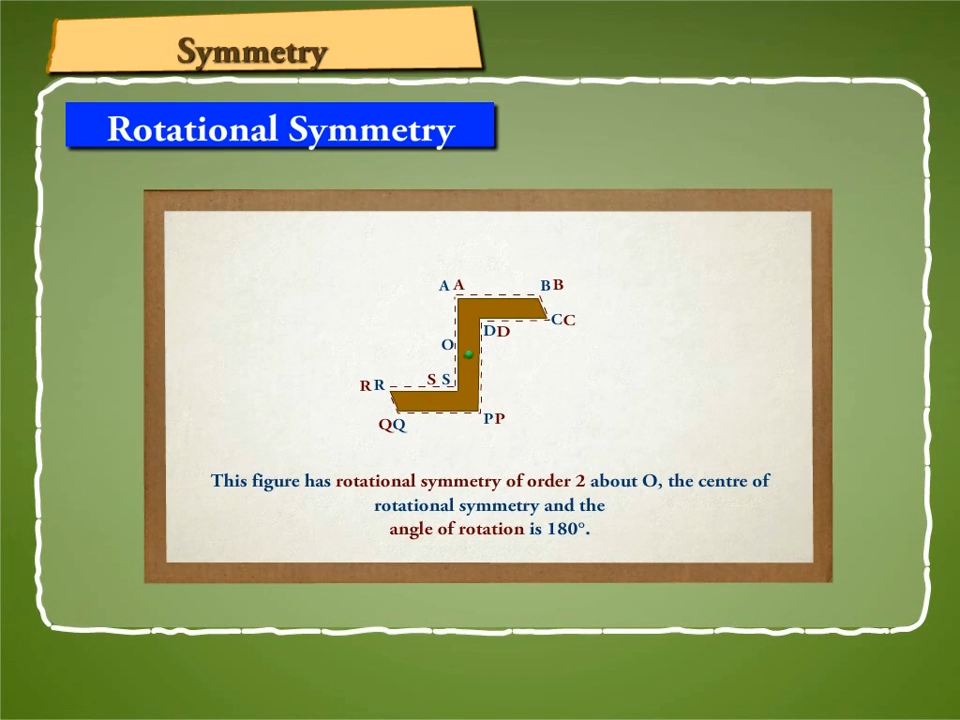 Symmetry
Rotational Symmetry
A A B B
C C
D D
O
R R S S
Q Q P P
This figure has rotational symmetry of order 2 about O, the centre of
rotational symmetry and the
angle of rotation is 180°.